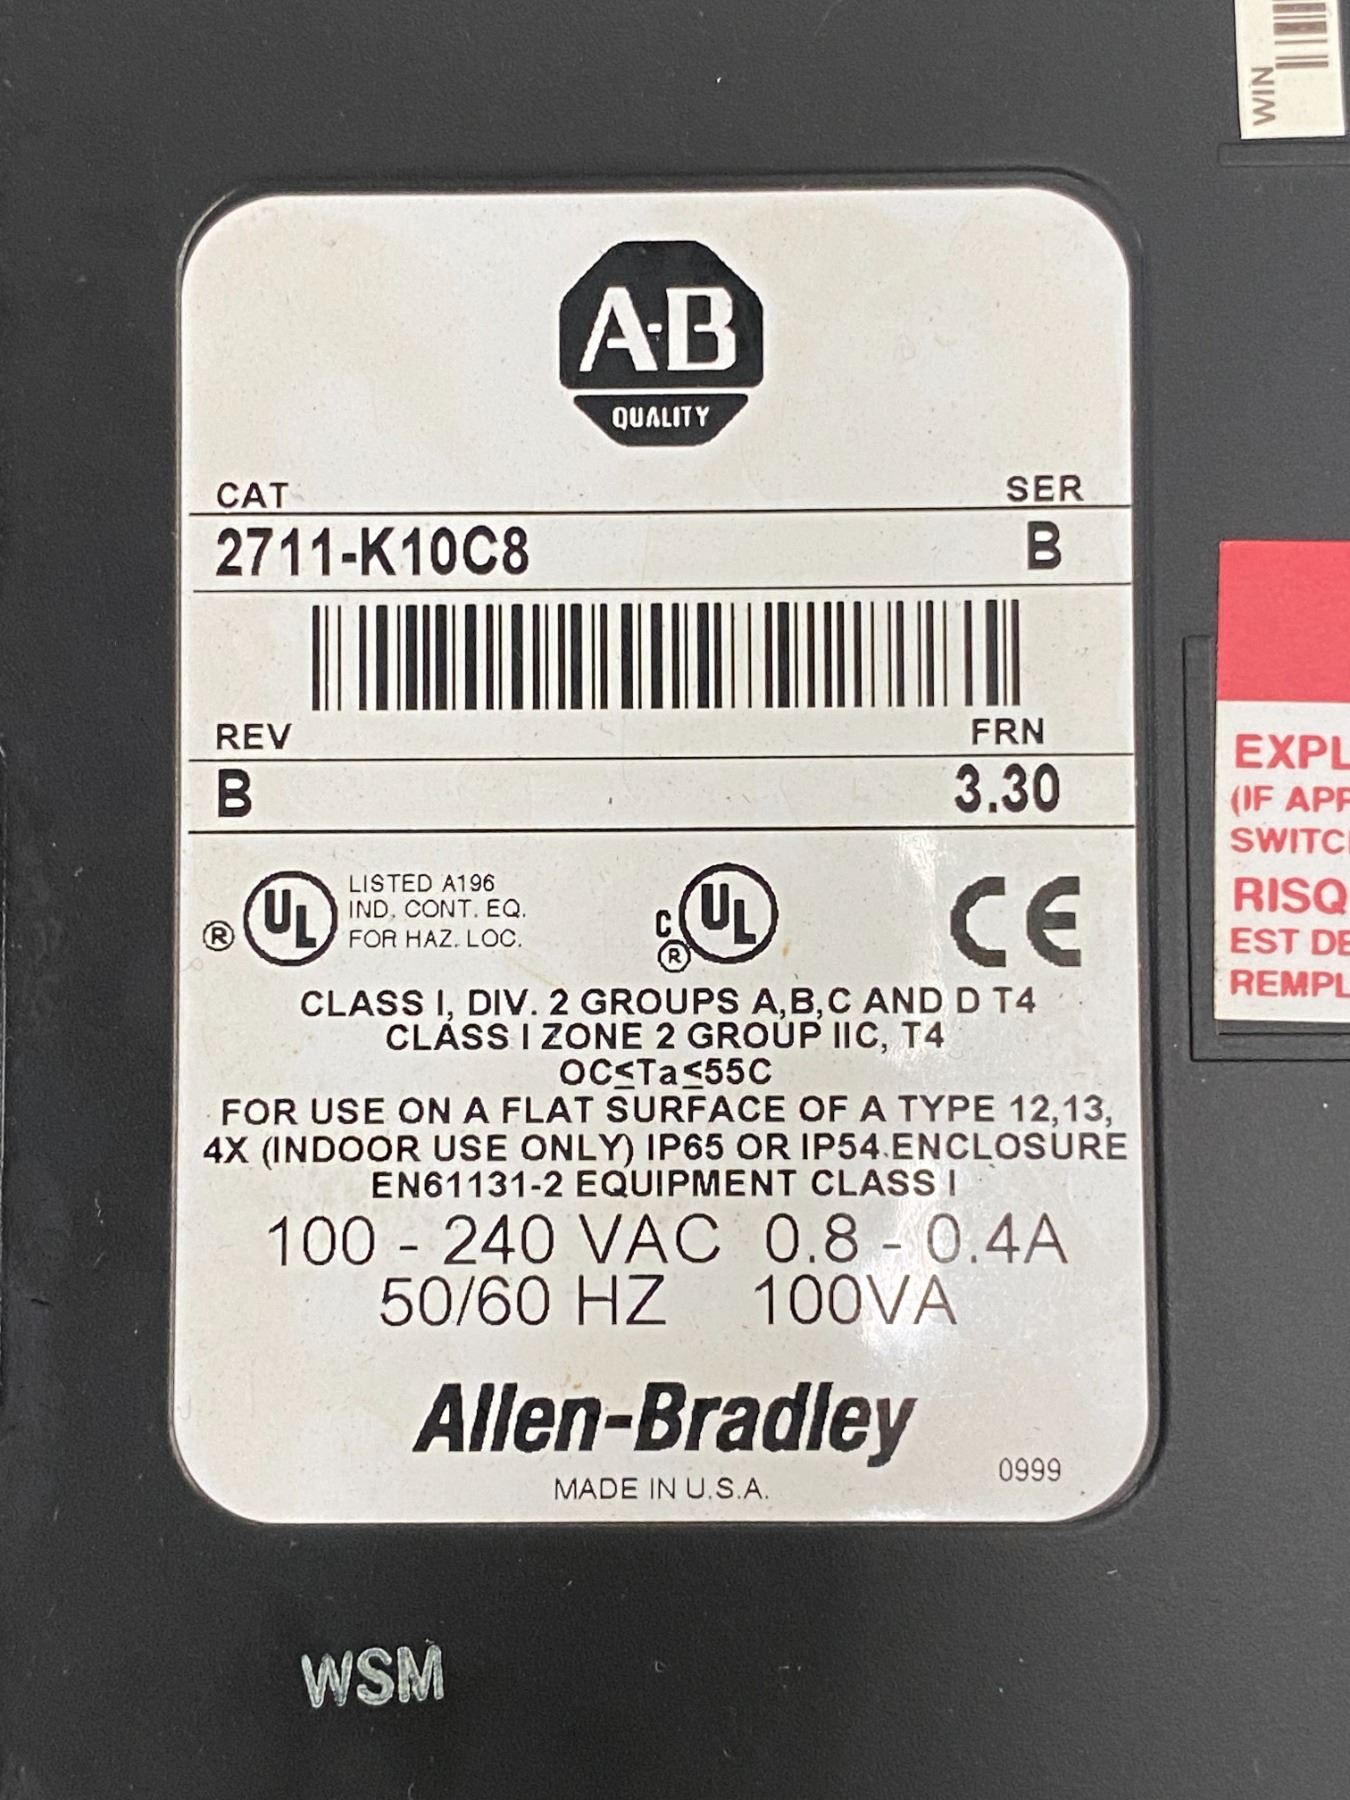 WIN
A-B
QUALITY
CAT SER
2711-K10C8 B
REV FRN
B 3.30
® UL LISTED A196
IND. CONT. EQ.
FOR HAZ. LOC.
C UL ®
CE
CLASS I, DIV. 2 GROUPS A,B,C AND D T4
CLASS I ZONE 2 GROUP IIC, T4
OC≤Ta≤55C
FOR USE ON A FLAT SURFACE OF A TYPE 12,13,
4X (INDOOR USE ONLY) IP65 OR IP54 ENCLOSURE
EN61131-2 EQUIPMENT CLASS I
100 - 240 VAC 0.8 - 0.4A
50/60 HZ 100VA
Allen-Bradley
MADE IN U.S.A. 0999
EXPL
(IF APP
SWITC
RISQ
EST DE
REMPL
WSM